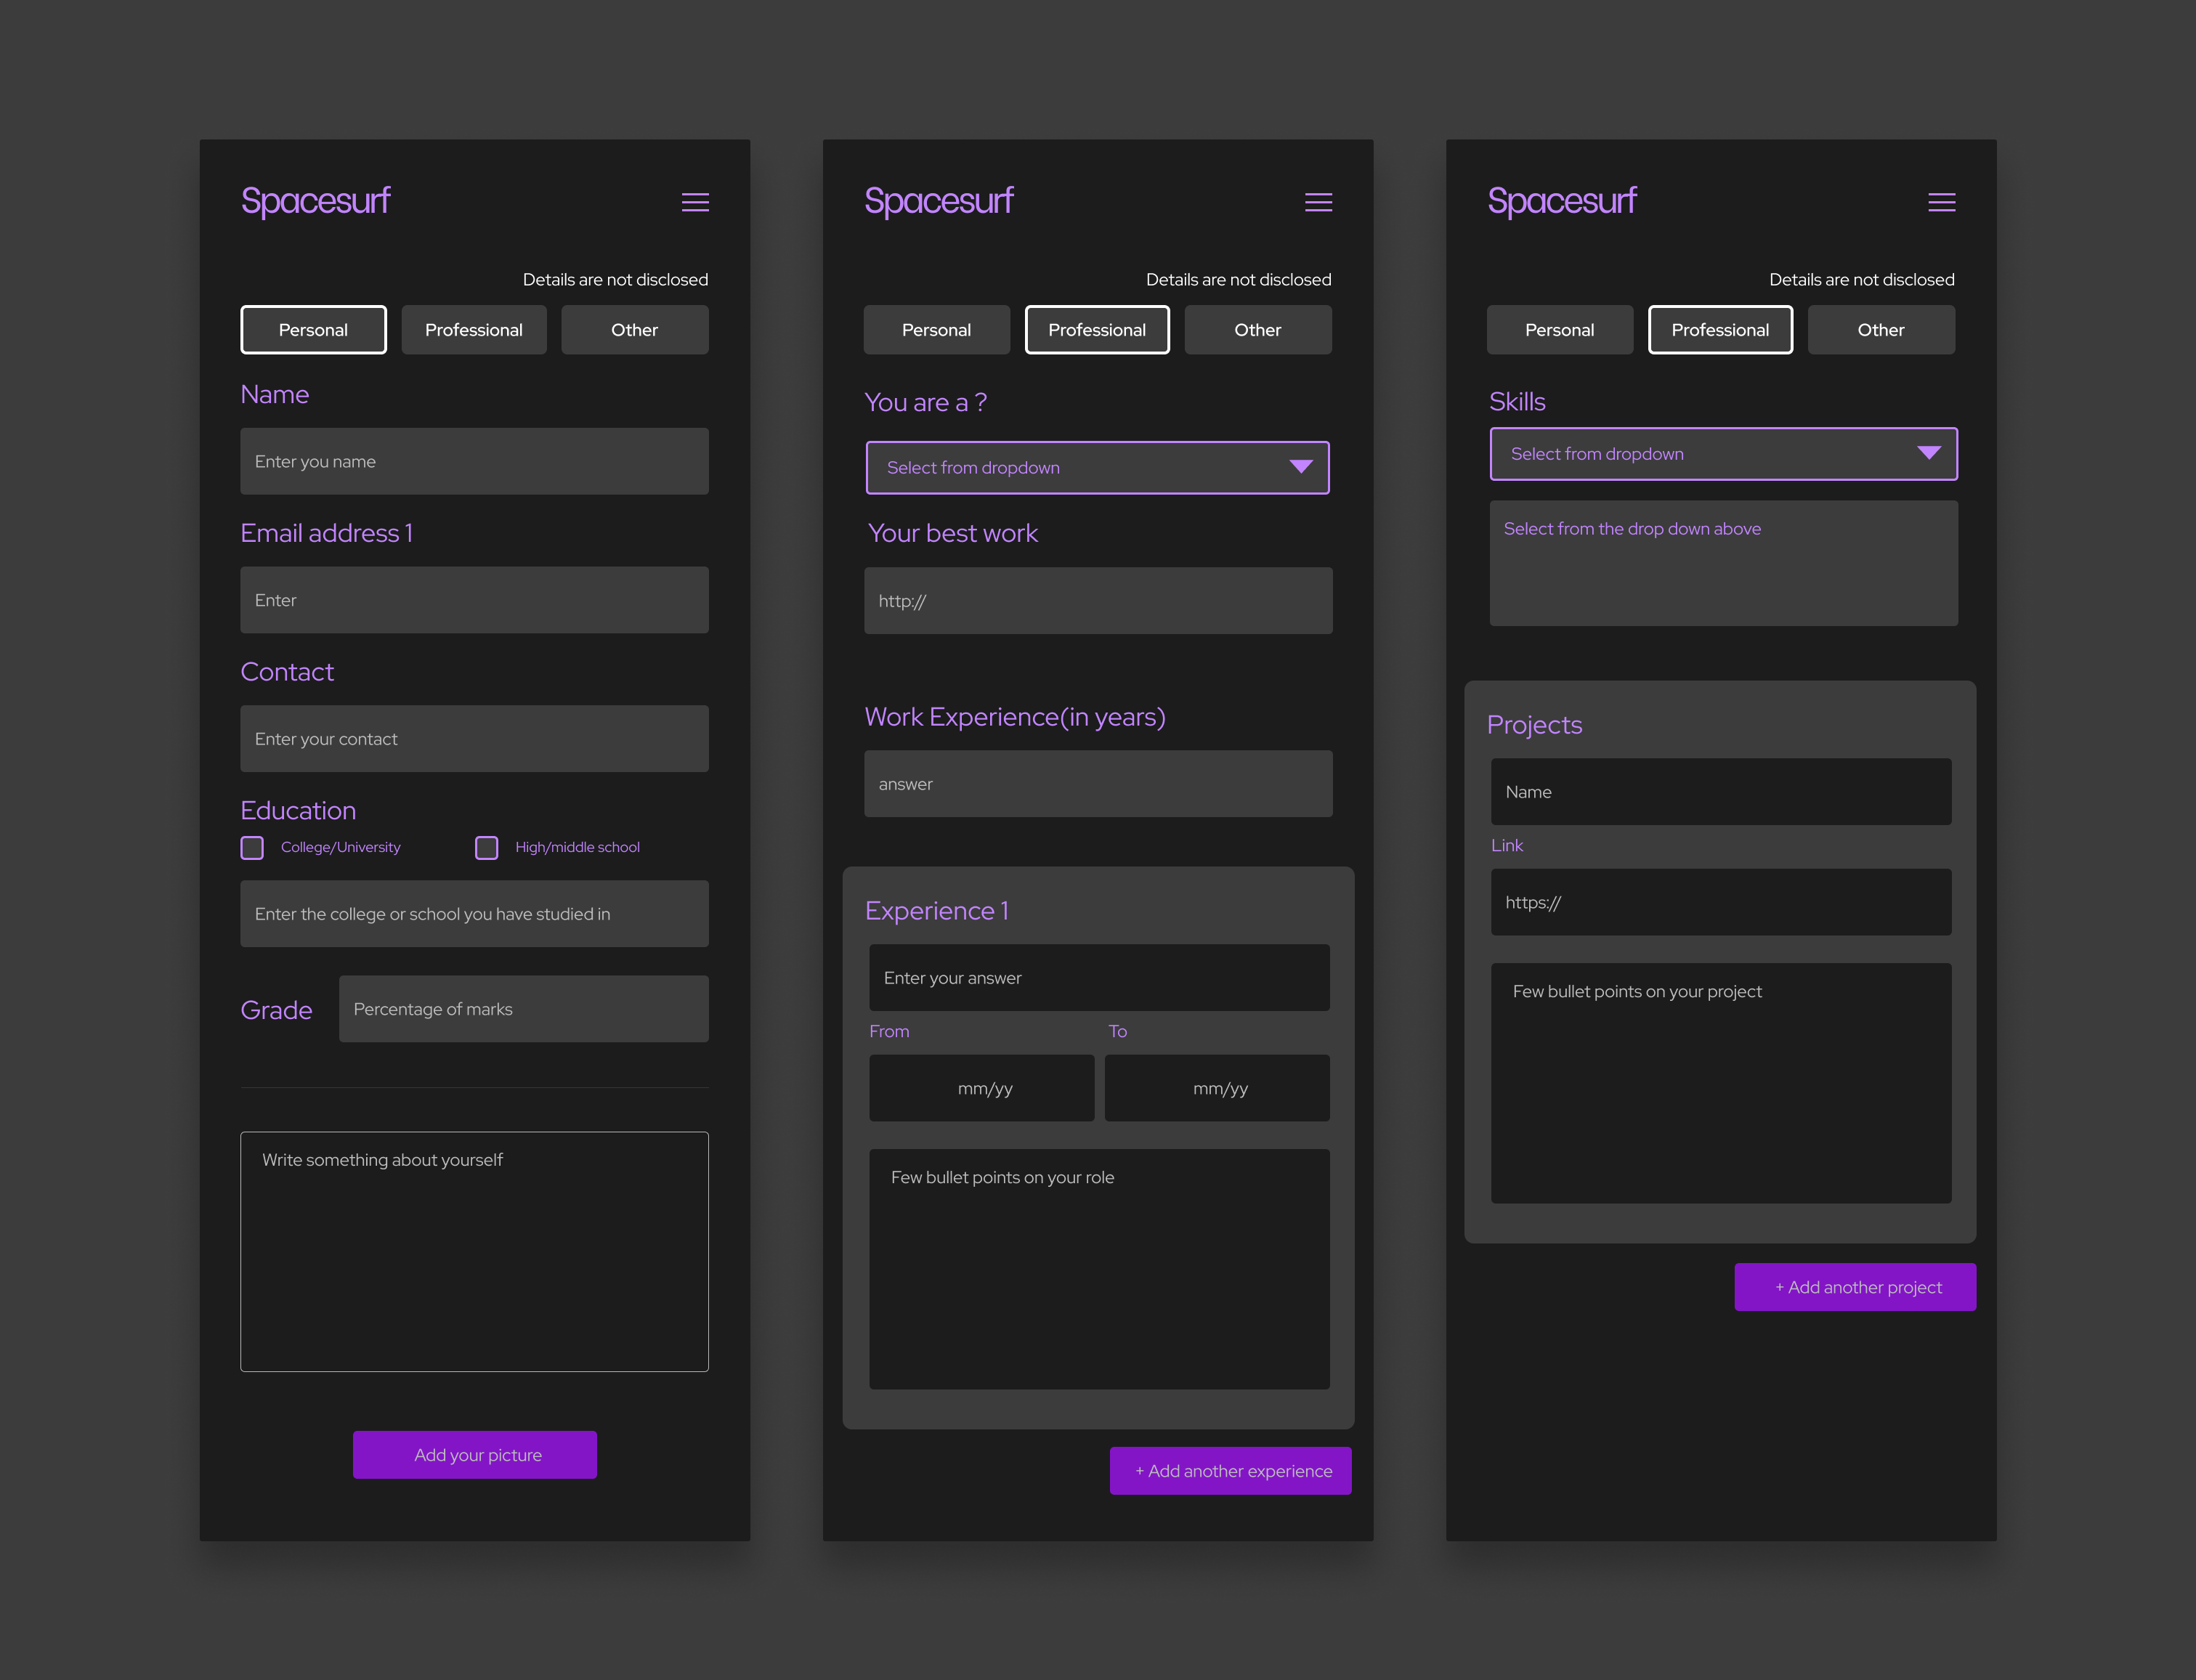 Spacesurf
Details are not disclosed
Personal
Professional
Other
Name
Enter you name
Email address 1
Enter
Contact
Enter your contact
Education
College/University
High/middle school
Enter the college or school you have studied in
Grade
Percentage of marks
Write something about yourself
Add your picture
Spacesurf
Details are not disclosed
Personal
Professional
Other
You are a ?
Select from dropdown
Your best work
http://
Work Experience(in years)
answer
Experience 1
Enter your answer
From
To
mm/yy
mm/yy
Few bullet points on your role
+ Add another experience
Spacesurf
Details are not disclosed
Personal
Professional
Other
Skills
Select from dropdown
Select from the drop down above
Projects
Name
Link
https://
Few bullet points on your project
+ Add another project